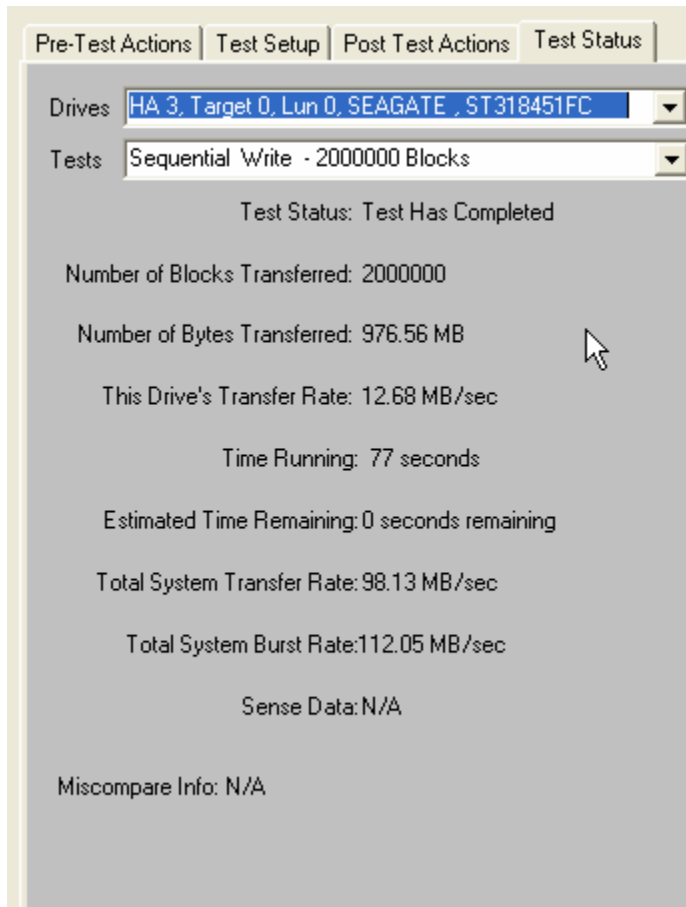 Pre-Test Actions Test Setup Post Test Actions Test Status
Drives HA 3, Target 0, Lun 0, SEAGATE , ST318451FC
Tests Sequential Write - 2000000 Blocks
Test Status: Test Has Completed
Number of Blocks Transferred: 2000000
Number of Bytes Transferred: 976.56 MB
This Drive's Transfer Rate: 12.68 MB/sec
Time Running: 77 seconds
Estimated Time Remaining: 0 seconds remaining
Total System Transfer Rate: 98.13 MB/sec
Total System Burst Rate: 112.05 MB/sec
Sense Data: N/A
Miscompare Info: N/A